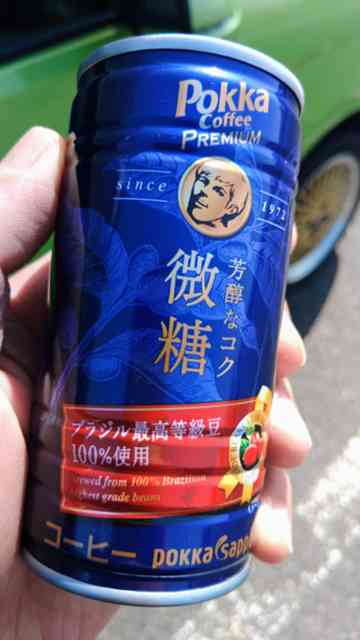 Pokka
Coffee
PREMIUM
since 1972
芳醇なコク
微糖
ブラジル最高等級豆
100%使用
Brewed from 100% Brazilian
highest grade beans
コーヒー pokka sapp